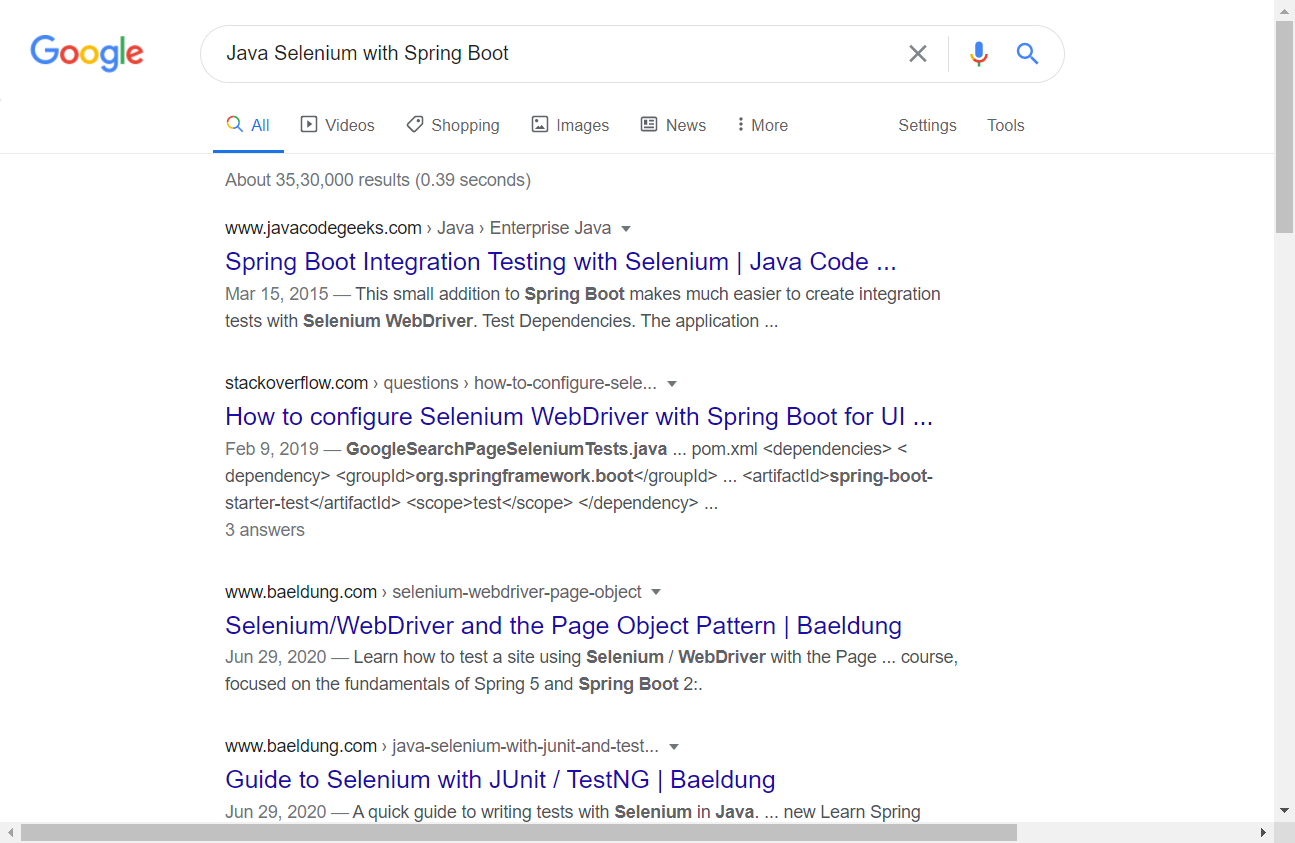 Google
Java Selenium with Spring Boot
All Videos Shopping Images News More Settings Tools
About 35,30,000 results (0.39 seconds)
www.javacodegeeks.com › Java › Enterprise Java
Spring Boot Integration Testing with Selenium | Java Code ...
Mar 15, 2015 — This small addition to Spring Boot makes much easier to create integration
tests with Selenium WebDriver. Test Dependencies. The application ...
stackoverflow.com › questions › how-to-configure-sele...
How to configure Selenium WebDriver with Spring Boot for UI ...
Feb 9, 2019 — GoogleSearchPageSeleniumTests.java ... pom.xml <dependencies> <
dependency> <groupId>org.springframework.boot</groupId> ... <artifactId>spring-boot-
starter-test</artifactId> <scope>test</scope> </dependency> ...
3 answers
www.baeldung.com › selenium-webdriver-page-object
Selenium/WebDriver and the Page Object Pattern | Baeldung
Jun 29, 2020 — Learn how to test a site using Selenium / WebDriver with the Page ... course,
focused on the fundamentals of Spring 5 and Spring Boot 2:.
www.baeldung.com › java-selenium-with-junit-and-test...
Guide to Selenium with JUnit / TestNG | Baeldung
Jun 29, 2020 — A quick guide to writing tests with Selenium in Java. ... new Learn Spring